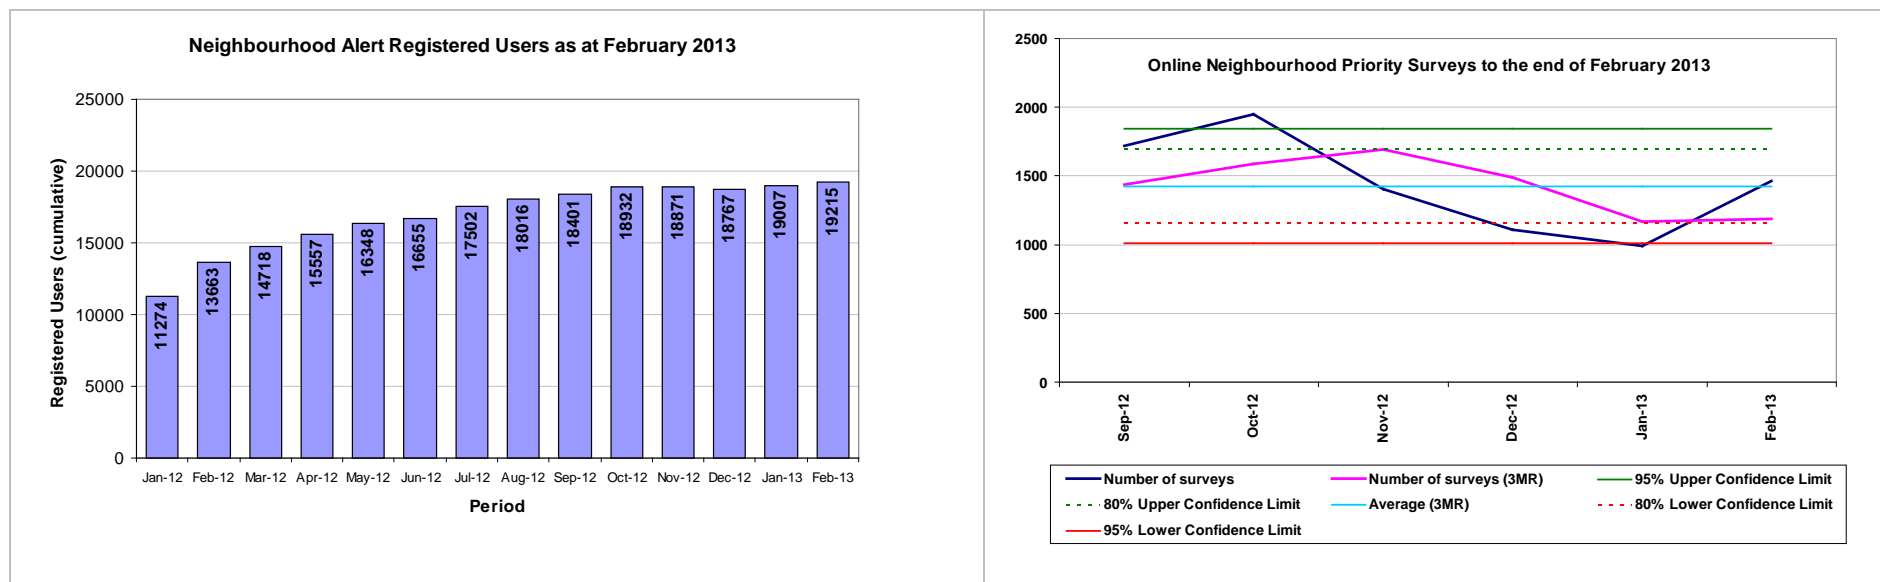 Neighbourhood Alert Registered Users as at February 2013
Registered Users (cumulative)
25000
20000
15000
10000
5000
0
11274
13663
14718
15557
16348
16655
17502
18016
18401
18932
18871
18767
19007
19215
Jan-12 Feb-12 Mar-12 Apr-12 May-12 Jun-12 Jul-12 Aug-12 Sep-12 Oct-12 Nov-12 Dec-12 Jan-13 Feb-13
Period
Online Neighbourhood Priority Surveys to the end of February 2013
2500
2000
1500
1000
500
0
Sep-12
Oct-12
Nov-12
Dec-12
Jan-13
Feb-13
Number of surveys Number of surveys (3MR) 95% Upper Confidence Limit
80% Upper Confidence Limit Average (3MR) 80% Lower Confidence Limit
95% Lower Confidence Limit